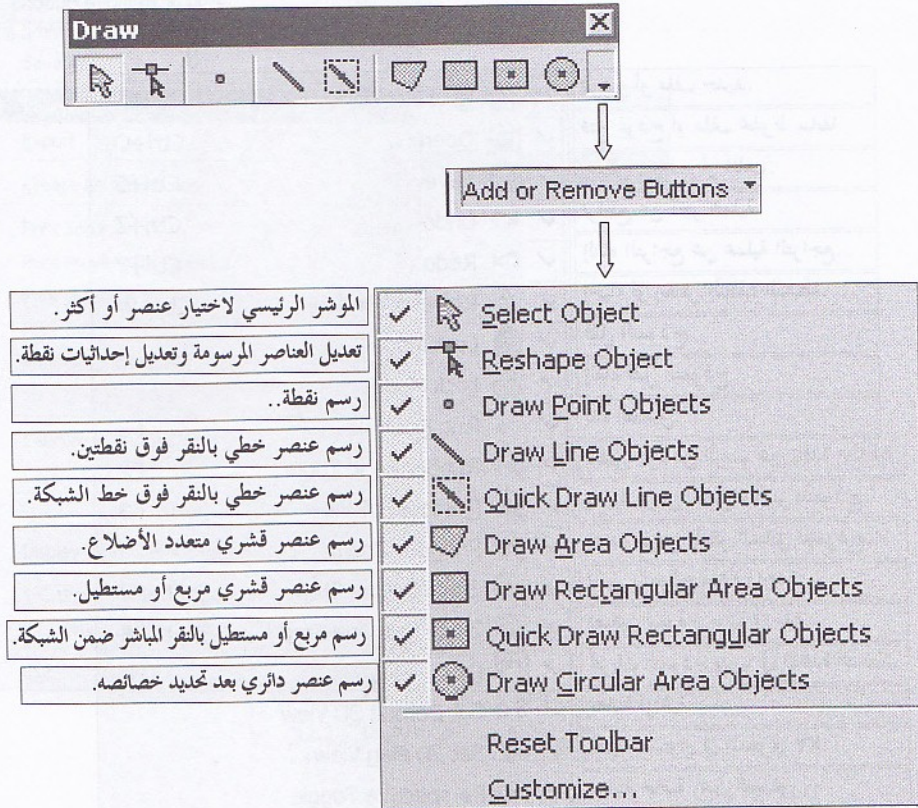 Draw
Add or Remove Buttons
الموشر الرئيسي لاختيار عنصر أو أكثر.
Select Object
تعديل العناصر المرسومة وتعديل إحداثيات نقطة.
Reshape Object
رسم نقطة..
Draw Point Objects
رسم عنصر خطي بالنقر فوق نقطتين.
Draw Line Objects
رسم عنصر خطي بالنقر فوق خط الشبكة.
Quick Draw Line Objects
رسم عنصر قشري متعدد الأضلاع.
Draw Area Objects
رسم عنصر قشري مربع أو مستطيل.
Draw Rectangular Area Objects
رسم مربع أو مستطيل بالنقر المباشر ضمن الشبكة.
Quick Draw Rectangular Objects
رسم عنصر دائري بعد تحديد خصائصه.
Draw Circular Area Objects
Reset Toolbar
Customize...